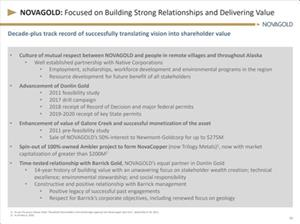 NOVAGOLD: Focused on Building Strong Relationships and Delivering Value
NOVAGOLD
Decade-plus track record of successfully translating vision into shareholder value
• Culture of mutual respect between NOVAGOLD and people in remote villages and throughout Alaska
• Well established partnership with Native Corporations
• Employment, scholarships, workforce development and environmental programs in the region
• Resource development for future benefit of all stakeholders
• Advancement of Donlin Gold
• 2011 feasibility study
• 2017 drill campaign
• 2018 receipt of Record of Decision and major federal permits
• 2019-2020 receipt of key State permits
• Enhancement of value of Galore Creek and successful monetization of the asset
• 2011 pre-feasibility study
• Sale of NOVAGOLD's 50% interest to Newmont-Goldcorp for up to $275M
• Spin-out of 100%-owned Ambler project to form NovaCopper (now Trilogy Metals)¹, now with market
capitalization of greater than $200M²
• Time-tested relationship with Barrick Gold, NOVAGOLD's equal partner in Donlin Gold
• 14-year history of building value with an unwavering focus on stakeholder wealth creation; technical
excellence; environmental stewardship; and social responsibility
• Constructive and positive relationship with Barrick management
• Positive legacy of successful past engagements
• Respect for Barrick's corporate objectives, including renewed focus on geology